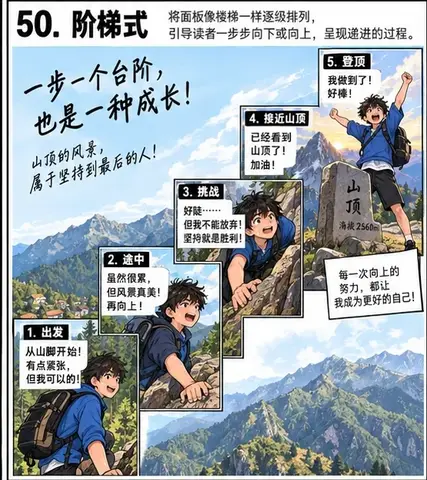 50. 阶梯式
将面板像楼梯一样逐级排列，
引导读者一步步向下或向上，呈现递进的过程。
一步一个台阶，
也是一种成长！
山顶的风景，
属于坚持到最后的人！
1. 出发
从山脚开始！
有点紧张，
但我可以的！
2. 途中
虽然很累，
但风景真美！
再向上！
3. 挑战
好陡……
但我不能放弃！
坚持就是胜利！
4. 接近山顶
已经看到
山顶了！
加油！
5. 登顶
我做到了！
好棒！
山顶
海拔 2560m
每一次向上的
努力，都让
我成为更好的自己！